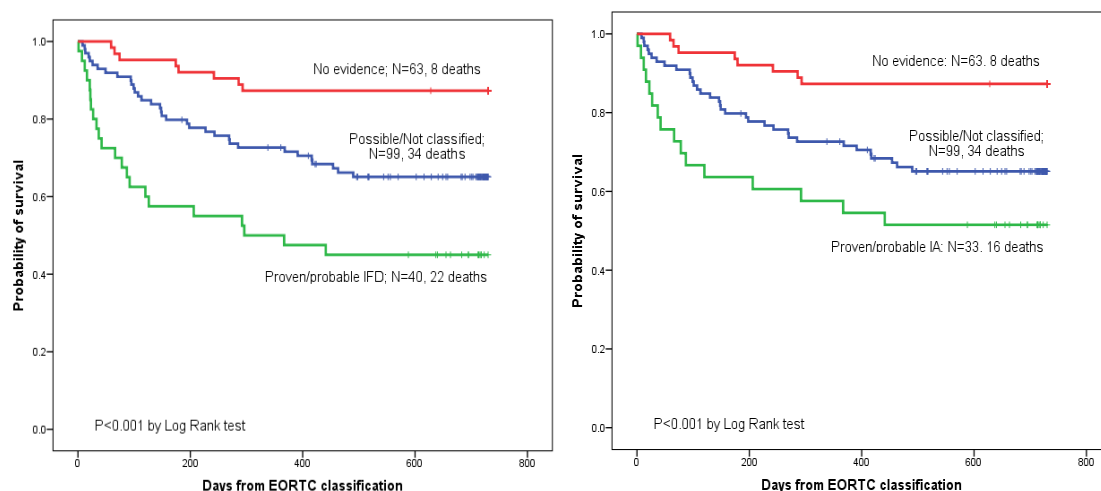 1.0
0.8
0.6
0.4
0.2
0.0
Probability of survival
No evidence; N=63, 8 deaths
Possible/Not classified;
N=99, 34 deaths
Proven/probable IFD; N=40, 22 deaths
P<0.001 by Log Rank test
0
200
400
600
800
Days from EORTC classification
1.0
0.8
0.6
0.4
0.2
0.0
Probability of survival
No evidence: N=63. 8 deaths
Possible/Not classified;
N=99, 34 deaths
Proven/probable IA: N=33. 16 deaths
P<0.001 by Log Rank test
0
200
400
600
800
Days from EORTC classification